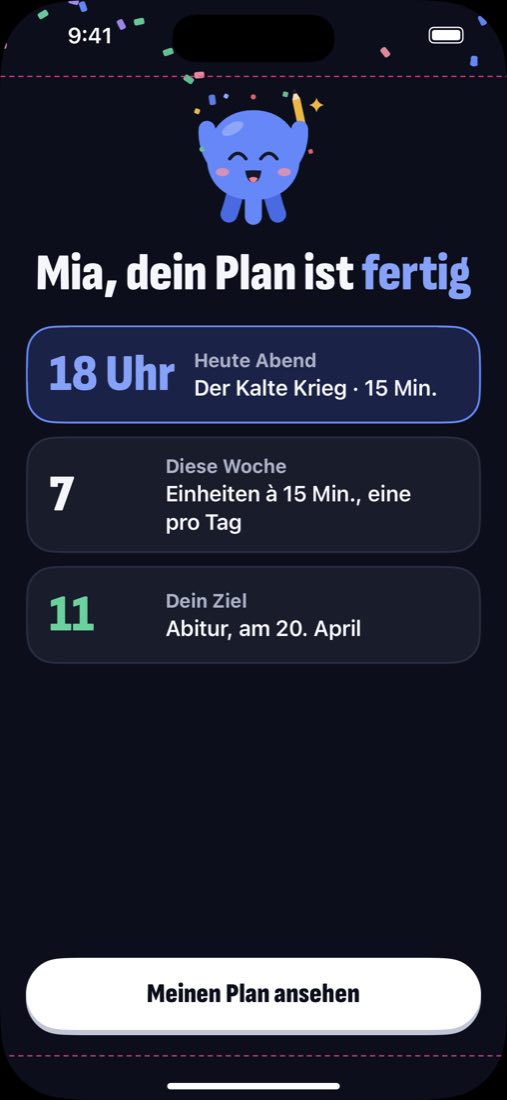 9:41
Mia, dein Plan ist fertig
18 Uhr
Heute Abend
Der Kalte Krieg · 15 Min.
7
Diese Woche
Einheiten à 15 Min., eine
pro Tag
11
Dein Ziel
Abitur, am 20. April
Meinen Plan ansehen